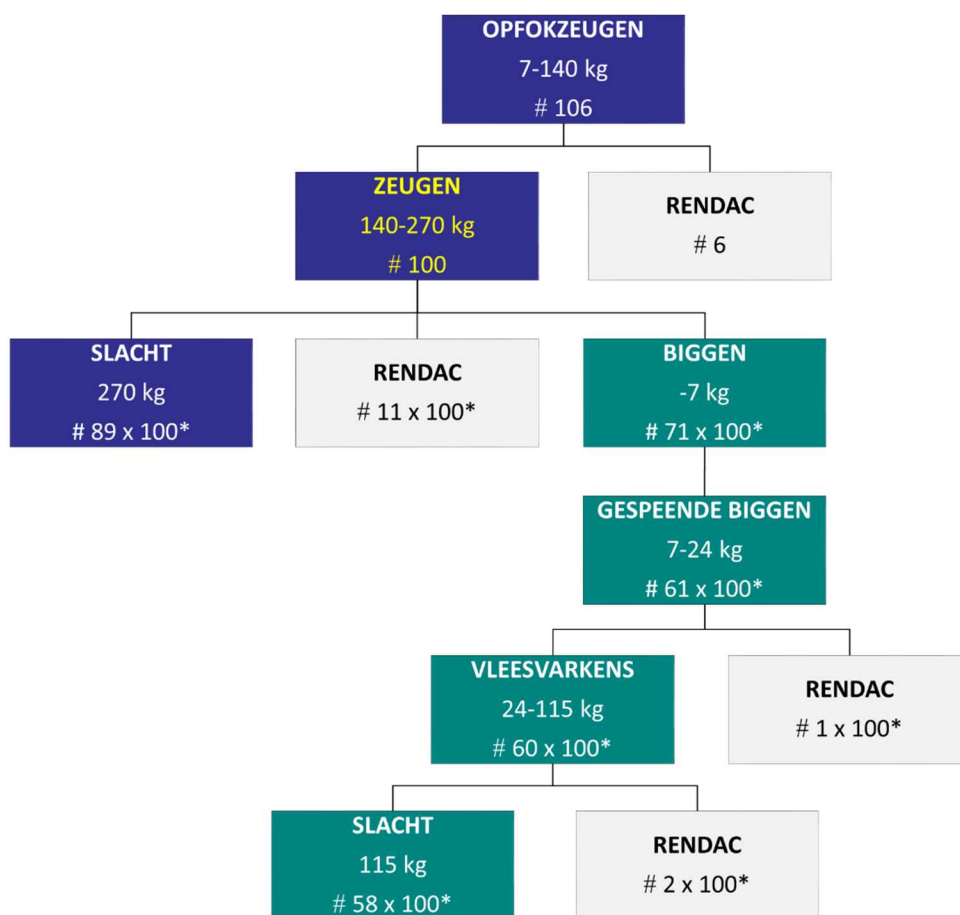 OPFOKZEUGEN
7-140 kg
# 106
ZEUGEN
140-270 kg
# 100
RENDAC
# 6
SLACHT
270 kg
# 89 x 100*
RENDAC
# 11 x 100*
BIGGEN
-7 kg
# 71 x 100*
GESPEENDE BIGGEN
7-24 kg
# 61 x 100*
VLEESVARKENS
24-115 kg
# 60 x 100*
RENDAC
# 1 x 100*
SLACHT
115 kg
# 58 x 100*
RENDAC
# 2 x 100*